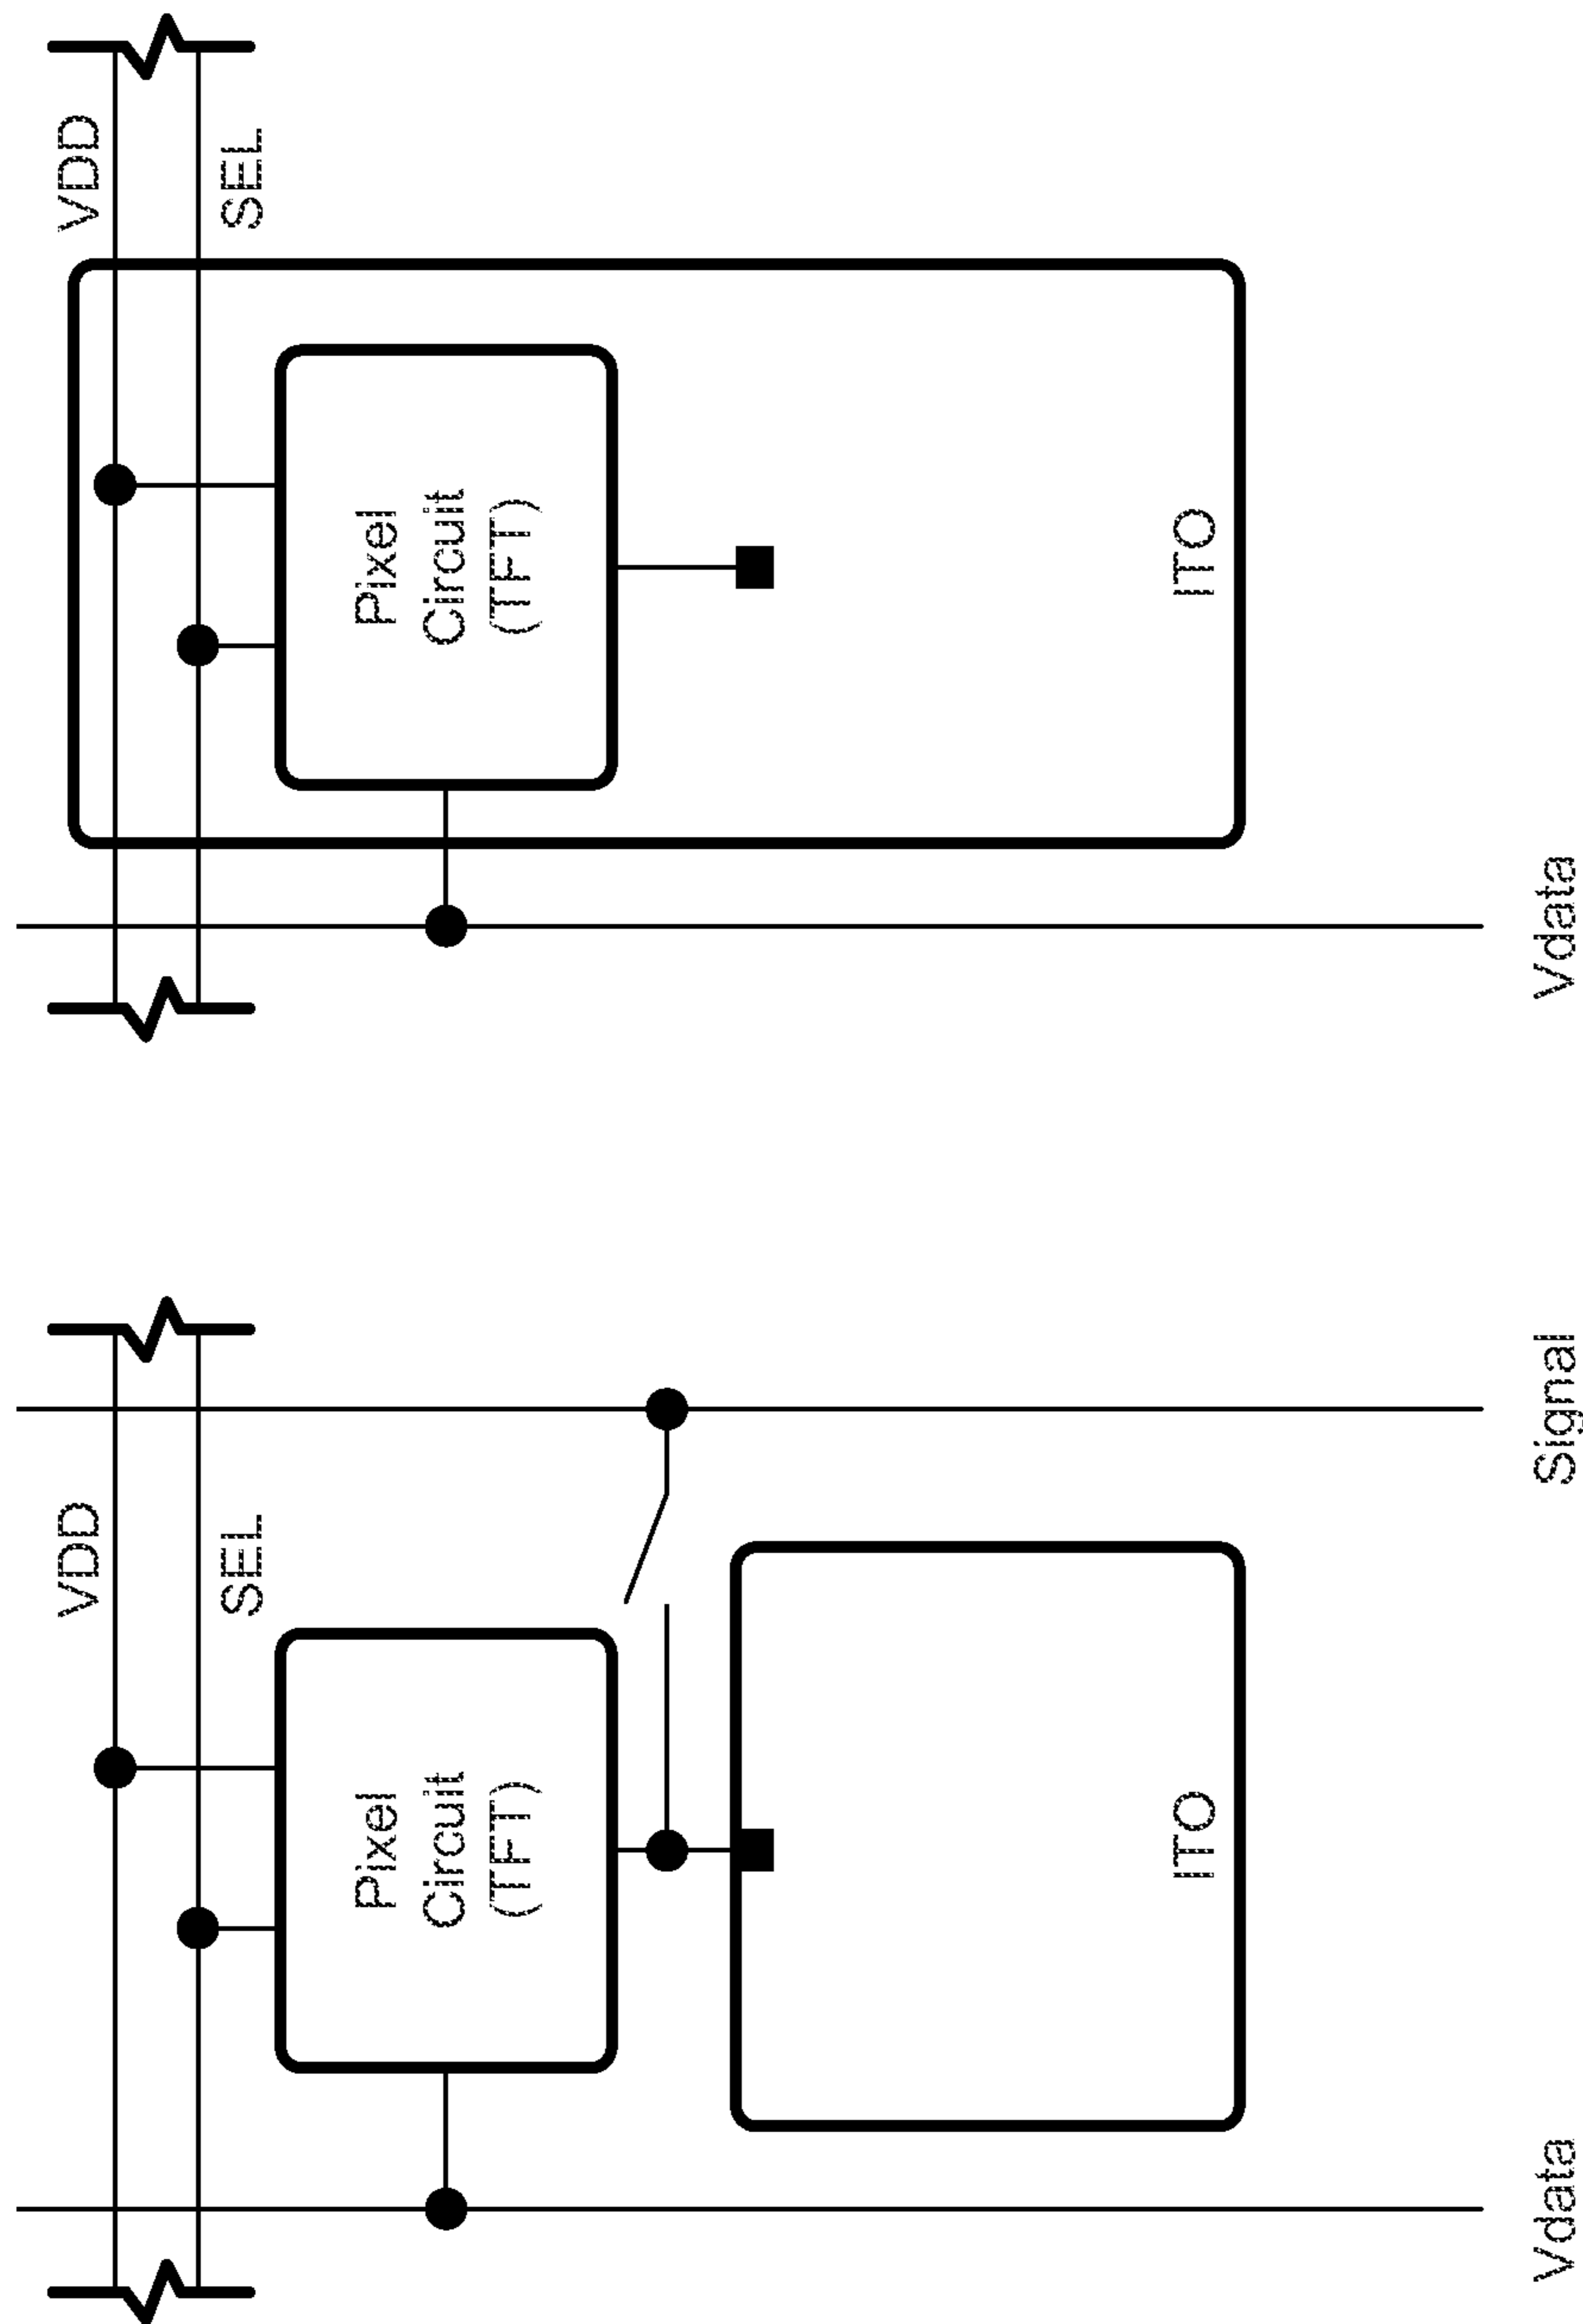 VDD
SEL
Pixel
Circuit
(TFT)
ITO
Vdata
Signal
VDD
SEL
Pixel
Circuit
(TFT)
ITO
Vdata